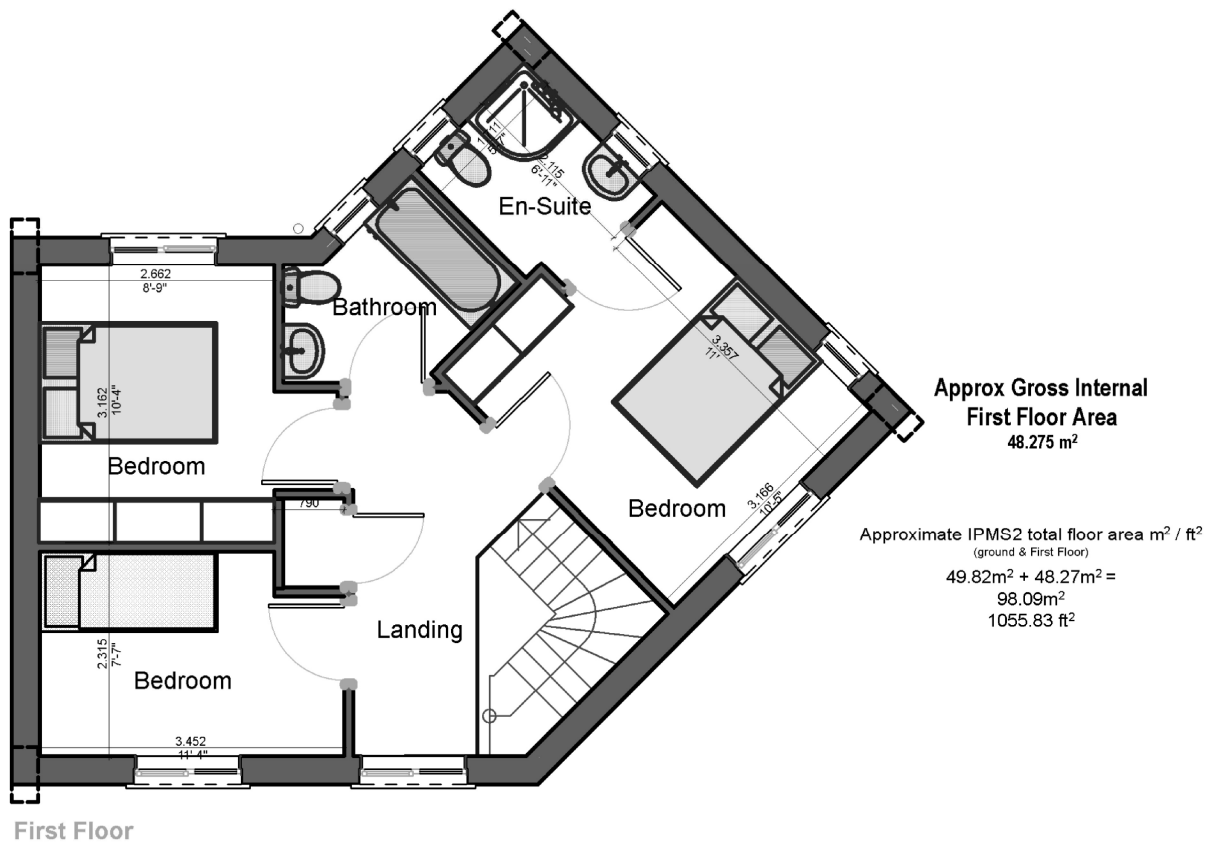 2.115
6'-11"
En-Suite
2.662
8'-9"
Bathroom
3.357
11'
3.162
10'-4"
Approx Gross Internal
First Floor Area
48.275 m²
Bedroom
3.166
10'-5"
790
Bedroom
Approximate IPMS2 total floor area m² / ft²
(ground & First Floor)
49.82m² + 48.27m² =
98.09m²
1055.83 ft²
Landing
2.315
7'-7"
Bedroom
3.452
11'-4"
First Floor